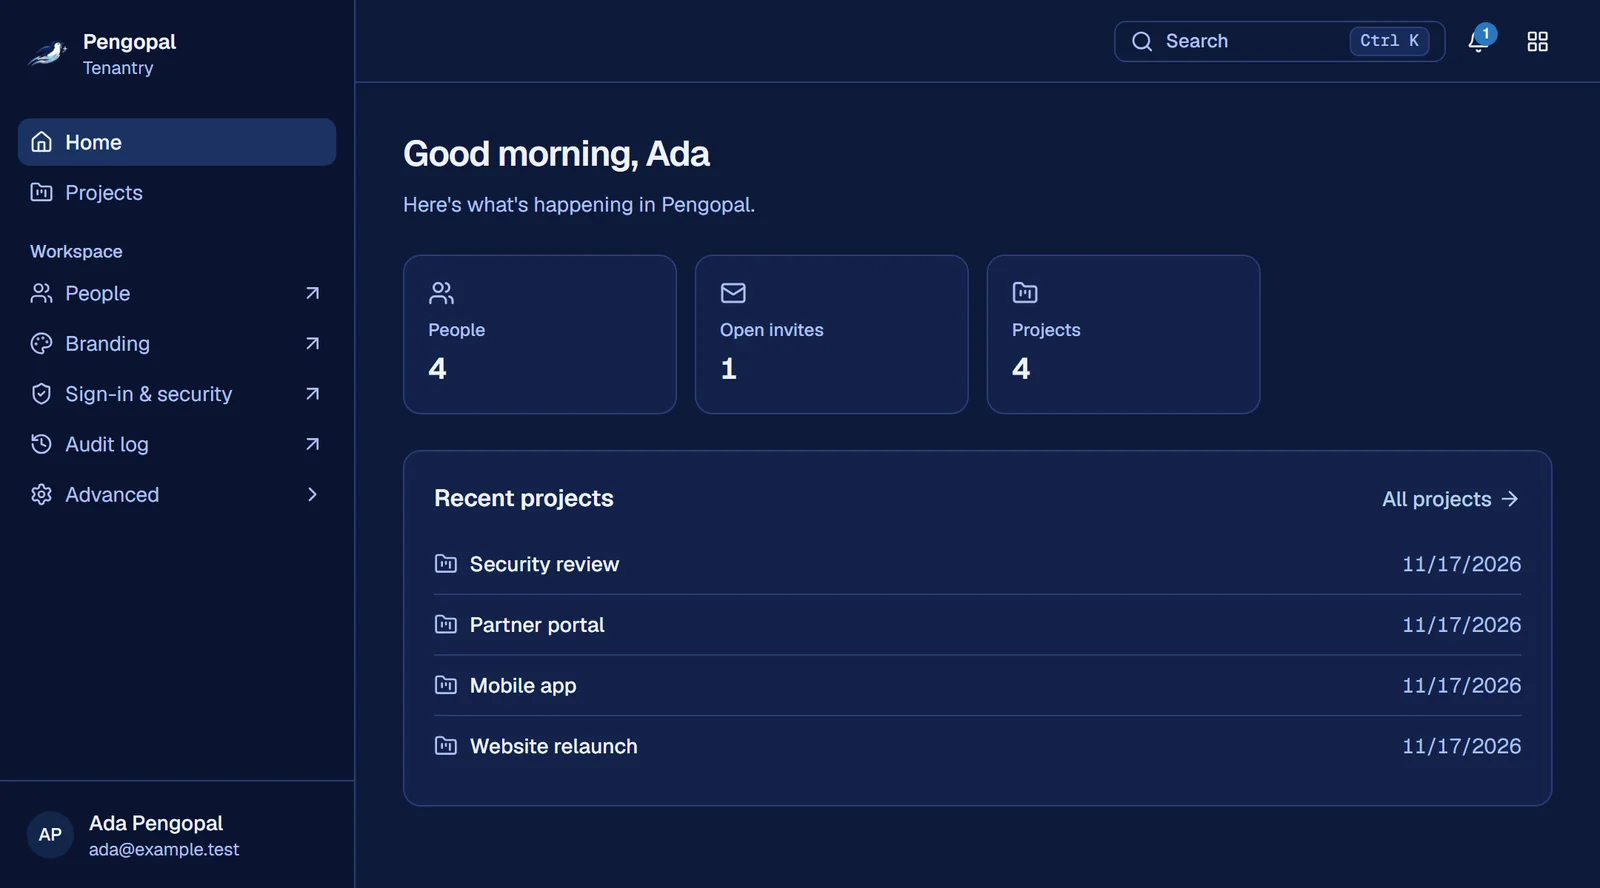 Pengopal
Tenantry
Home
Projects
Workspace
People
Branding
Sign-in & security
Audit log
Advanced
Ada Pengopal
AP
ada@example.test
Search
Ctrl K
1
Good morning, Ada
Here's what's happening in Pengopal.
People
4
Open invites
1
Projects
4
Recent projects
All projects
Security review
11/17/2026
Partner portal
11/17/2026
Mobile app
11/17/2026
Website relaunch
11/17/2026